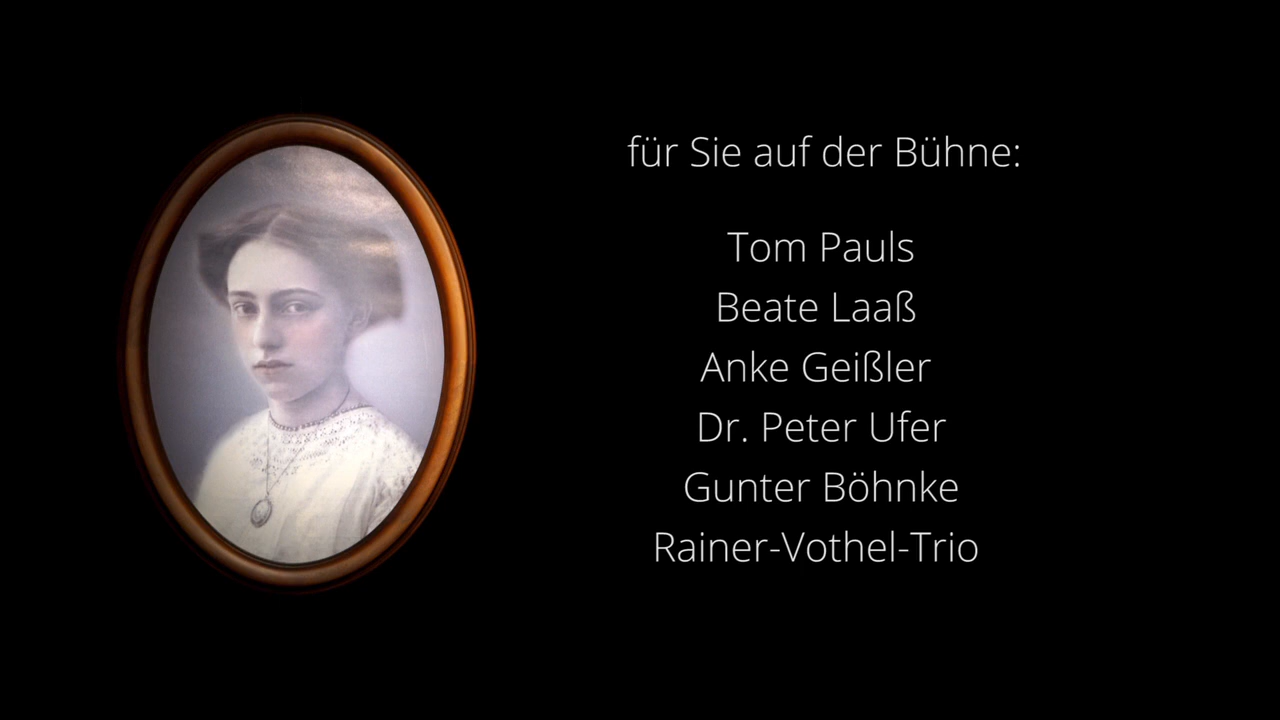 für Sie auf der Bühne:
Tom Pauls
Beate Laaß
Anke Geißler
Dr. Peter Ufer
Gunter Böhnke
Rainer-Vothel-Trio